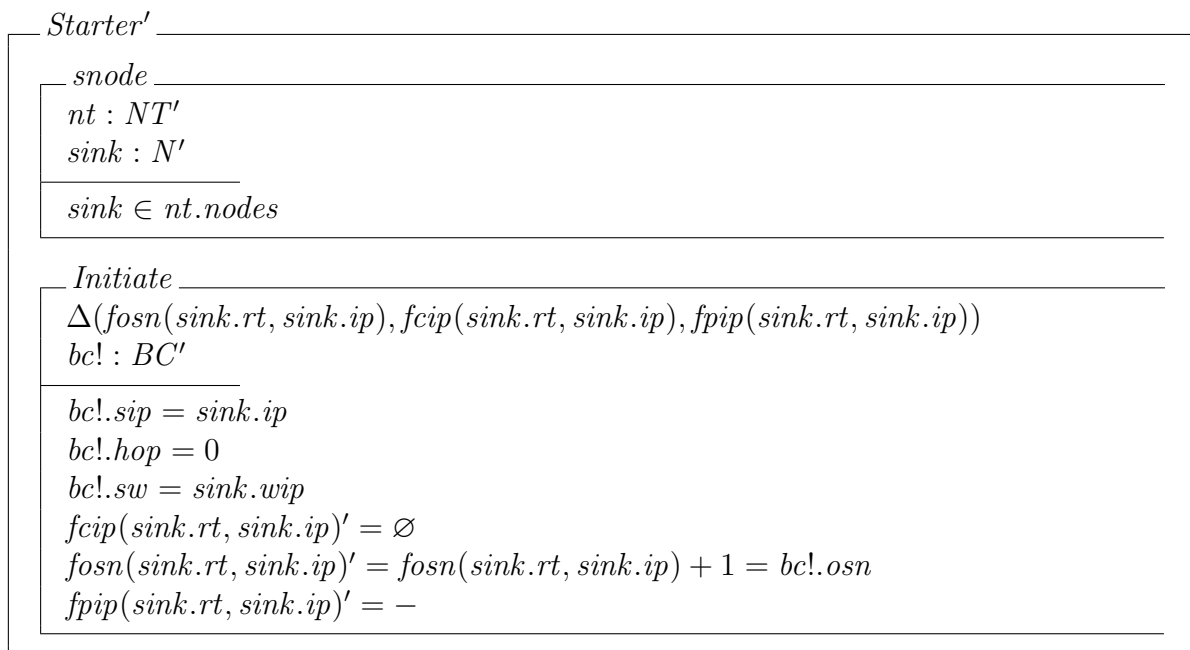 Starter′
snode
nt : NT′
sink : N′
sink ∈ nt.nodes
Initiate
Δ(fosn(sink.rt, sink.ip), fcip(sink.rt, sink.ip), fpip(sink.rt, sink.ip))
bc! : BC′
bc!.sip = sink.ip
bc!.hop = 0
bc!.sw = sink.wip
fcip(sink.rt, sink.ip)′ = ∅
fosn(sink.rt, sink.ip)′ = fosn(sink.rt, sink.ip) + 1 = bc!.osn
fpip(sink.rt, sink.ip)′ = −